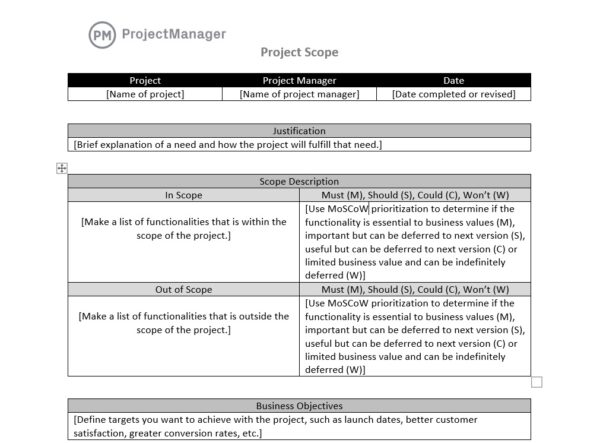 PM ProjectManager
Project Scope
Project Project Manager Date
[Name of project] [Name of project manager] [Date completed or revised]
Justification
[Brief explanation of a need and how the project will fulfill that need.]
Scope Description
In Scope Must (M), Should (S), Could (C), Won't (W)
[Make a list of functionalities that is within the
scope of the project.]
[Use MoSCoW prioritization to determine if the
functionality is essential to business values (M),
important but can be deferred to next version (S),
useful but can be deferred to next version (C) or
limited business value and can be indefinitely
deferred (W)]
Out of Scope Must (M), Should (S), Could (C), Won't (W)
[Make a list of functionalities that is outside the
scope of the project.]
[Use MoSCoW prioritization to determine if the
functionality is essential to business values (M),
important but can be deferred to next version (S),
useful but can be deferred to next version (C) or
limited business value and can be indefinitely
deferred (W)]
Business Objectives
[Define targets you want to achieve with the project, such as launch dates, better customer
satisfaction, greater conversion rates, etc.]